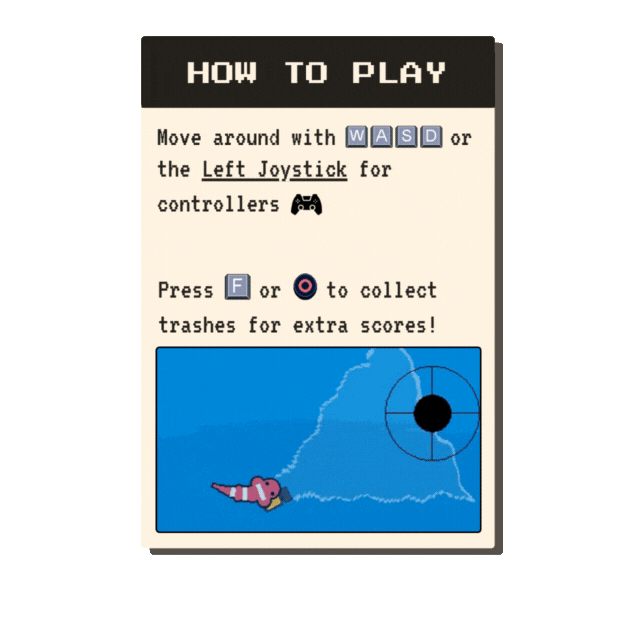 HOW TO PLAY
Move around with W A S D or
the Left Joystick for
controllers
Press F or to collect
trashes for extra scores!